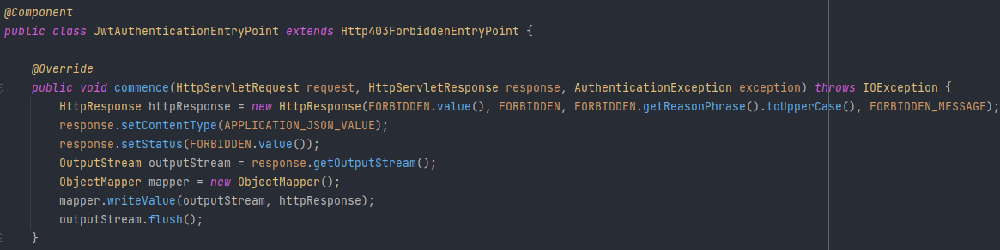 @Component
public class JwtAuthenticationEntryPoint extends Http403ForbiddenEntryPoint {
@Override
public void commence(HttpServletRequest request, HttpServletResponse response, AuthenticationException exception) throws IOException {
HttpResponse httpResponse = new HttpResponse(FORBIDDEN.value(), FORBIDDEN, FORBIDDEN.getReasonPhrase().toUpperCase(), FORBIDDEN_MESSAGE);
response.setContentType(APPLICATION_JSON_VALUE);
response.setStatus(FORBIDDEN.value());
OutputStream outputStream = response.getOutputStream();
ObjectMapper mapper = new ObjectMapper();
mapper.writeValue(outputStream, httpResponse);
outputStream.flush();
}